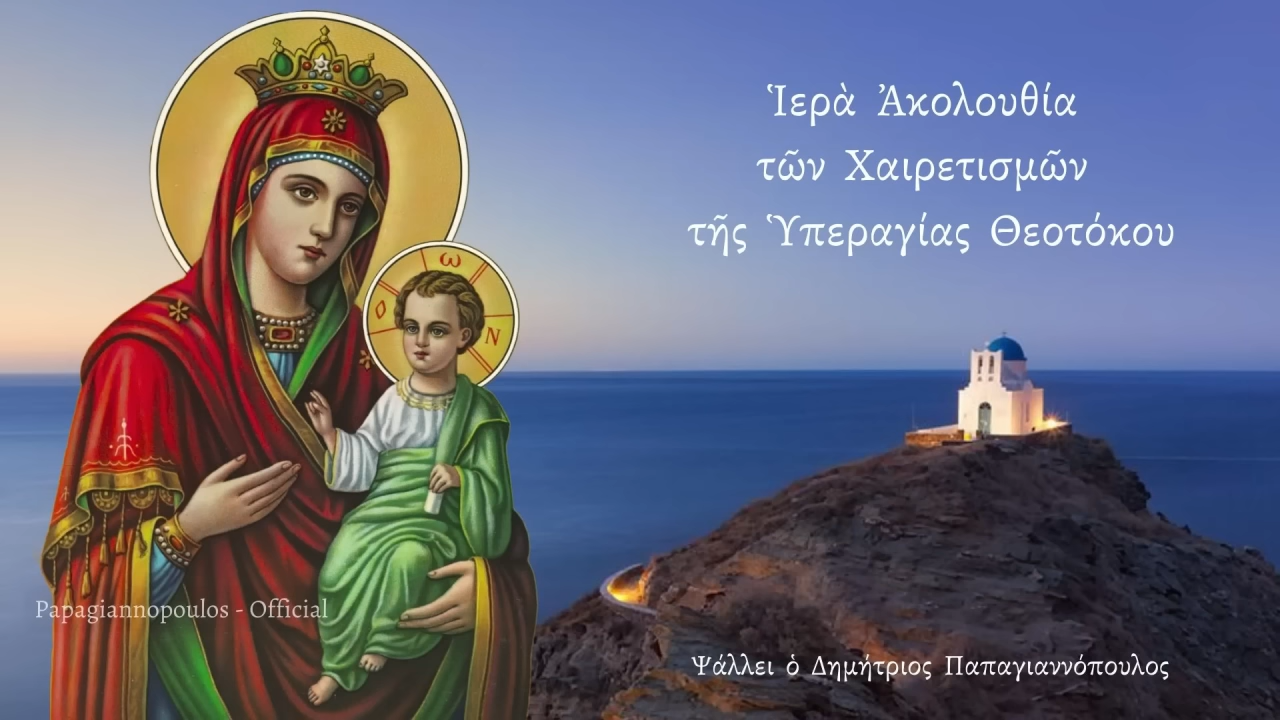 Ἱερὰ Ἀκολουθία
τῶν Χαιρετισμῶν
τῆς Ὑπεραγίας Θεοτόκου
ὁ ω Ν
Papagiannopoulos - Official
Ψάλλει ὁ Δημήτριος Παπαγιαννόπουλος